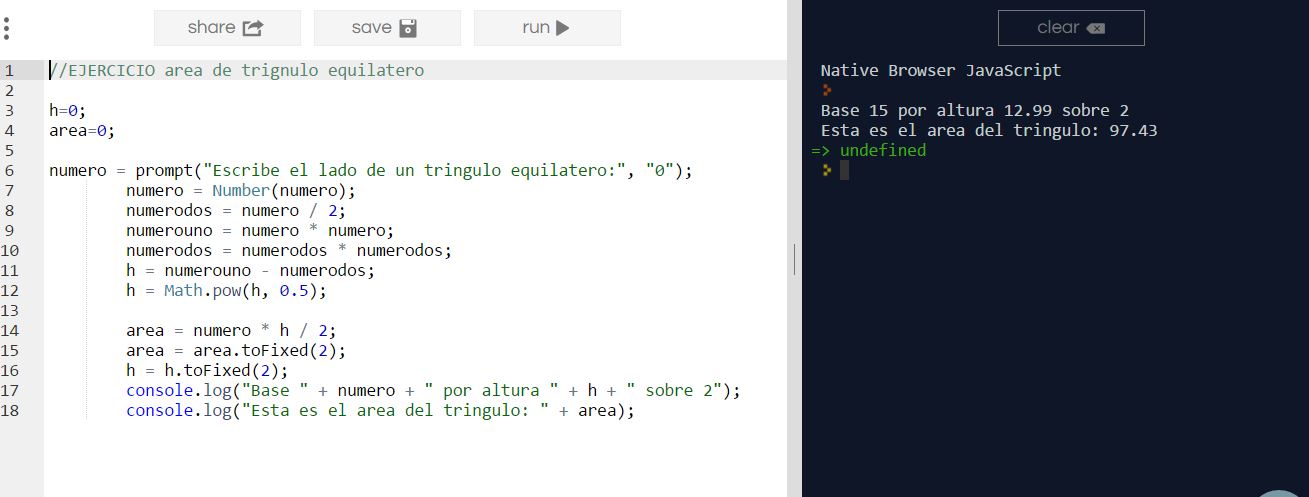 share save run
1 //EJERCICIO area de trignulo equilatero
2
3 h=0;
4 area=0;
5
6 numero = prompt("Escribe el lado de un tringulo equilatero:", "0");
7 numero = Number(numero);
8 numerodos = numero / 2;
9 numerouno = numero * numero;
10 numerodos = numerodos * numerodos;
11 h = numerouno - numerodos;
12 h = Math.pow(h, 0.5);
13
14 area = numero * h / 2;
15 area = area.toFixed(2);
16 h = h.toFixed(2);
17 console.log("Base " + numero + " por altura " + h + " sobre 2");
18 console.log("Esta es el area del tringulo: " + area);
clear
Native Browser JavaScript
Base 15 por altura 12.99 sobre 2
Esta es el area del tringulo: 97.43
=> undefined